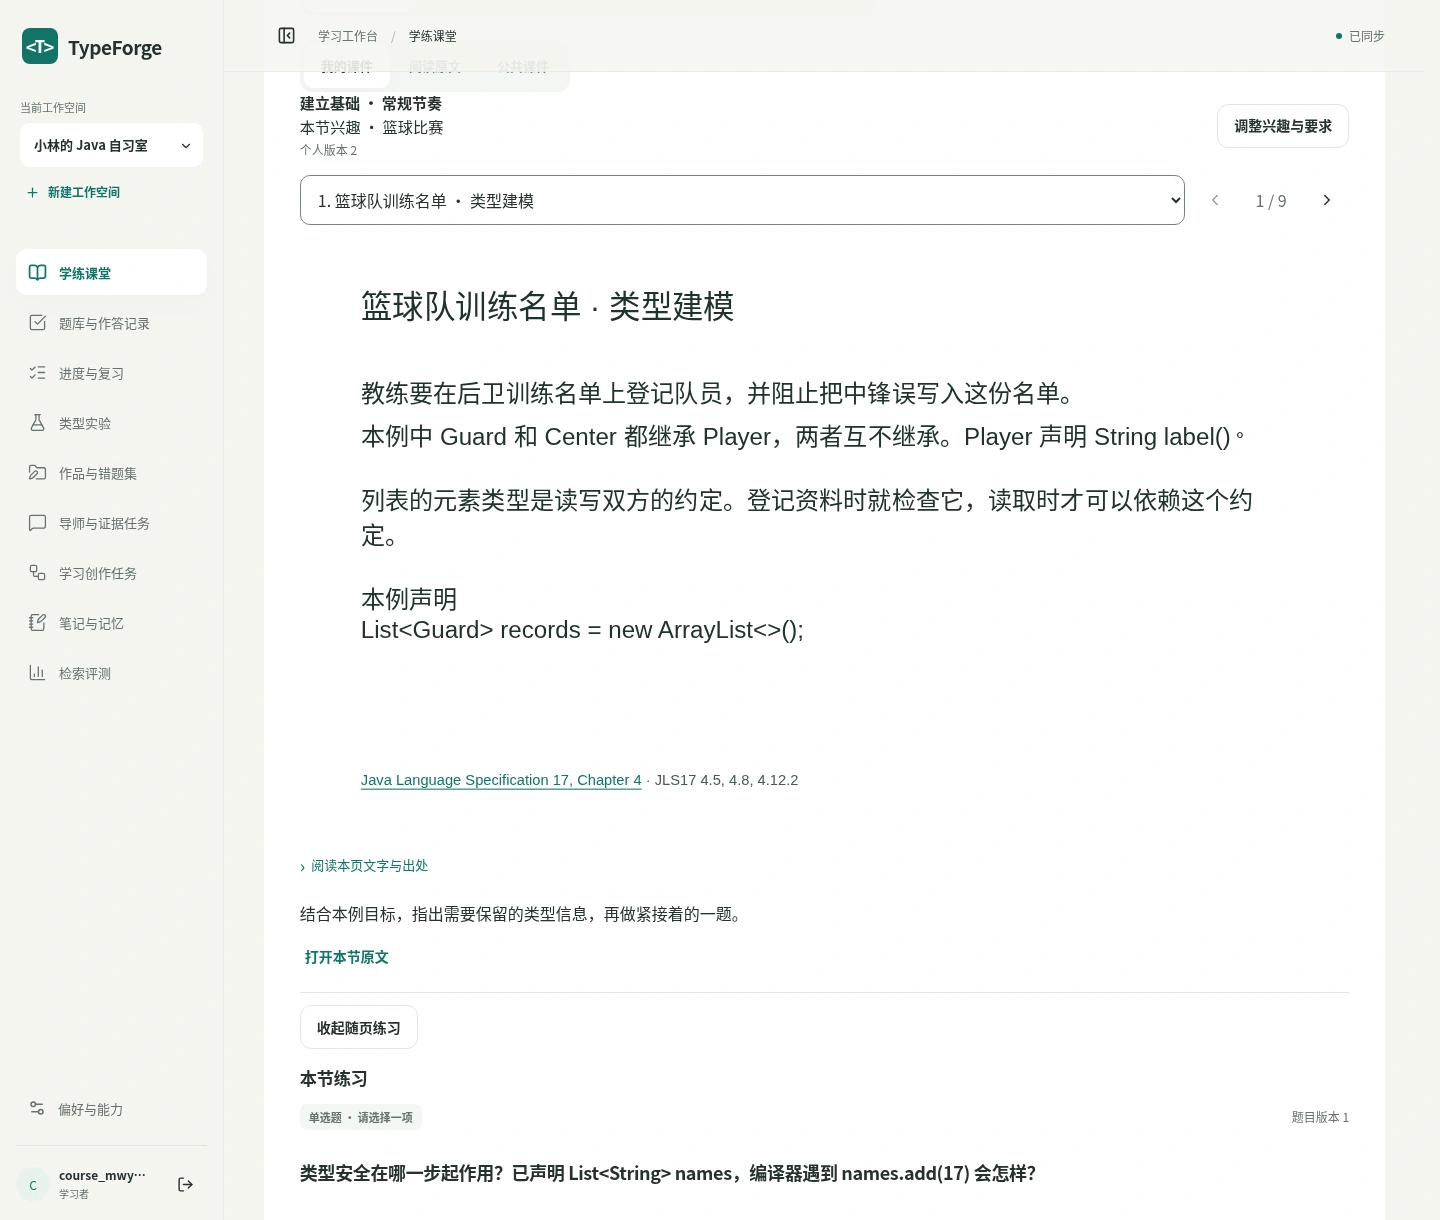 <T> TypeForge
当前工作空间
小林的 Java 自习室
+ 新建工作空间
学练课堂
题库与作答记录
进度与复习
类型实验
作品与错题集
导师与证据任务
学习创作任务
笔记与记忆
检索评测
偏好与能力
C
course_mwy…
学习者
学习工作台 / 学练课堂
已同步
我的课件 阅读原文 公共课件
建立基础 · 常规节奏
本节兴趣 · 篮球比赛
个人版本 2
调整兴趣与要求
1. 篮球队训练名单 · 类型建模
1 / 9
篮球队训练名单 · 类型建模
教练要在后卫训练名单上登记队员，并阻止把中锋误写入这份名单。
本例中 Guard 和 Center 都继承 Player，两者互不继承。Player 声明 String label()。
列表的元素类型是读写双方的约定。登记资料时就检查它，读取时才可以依赖这个约
定。
本例声明
List<Guard> records = new ArrayList<>();
Java Language Specification 17, Chapter 4 · JLS17 4.5, 4.8, 4.12.2
› 阅读本页文字与出处
结合本例目标，指出需要保留的类型信息，再做紧接着的一题。
打开本节原文
收起随页练习
本节练习
单选题 · 请选择一项
题目版本 1
类型安全在哪一步起作用？已声明 List<String> names，编译器遇到 names.add(17) 会怎样？